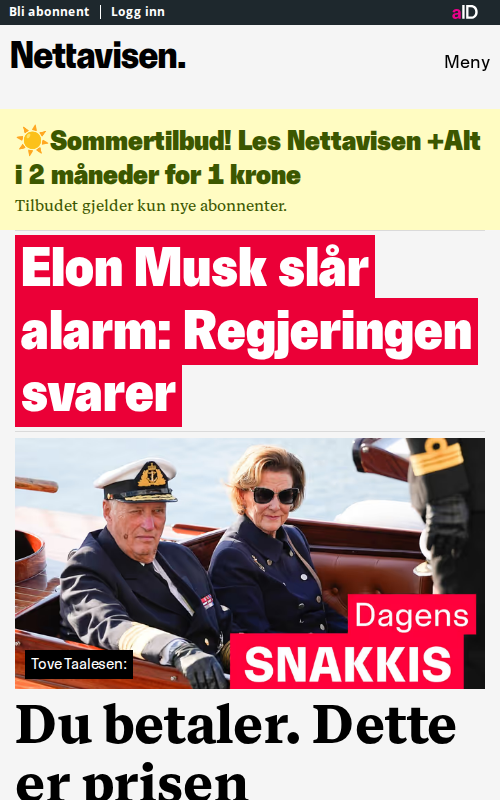 Bli abonnent | Logg inn
aID
Nettavisen.
Meny
☀️Sommertilbud! Les Nettavisen +Alt
i 2 måneder for 1 krone
Tilbudet gjelder kun nye abonnenter.
Elon Musk slår
alarm: Regjeringen
svarer
Dagens
SNAKKIS
Tove Taalesen:
Du betaler. Dette
er prisen